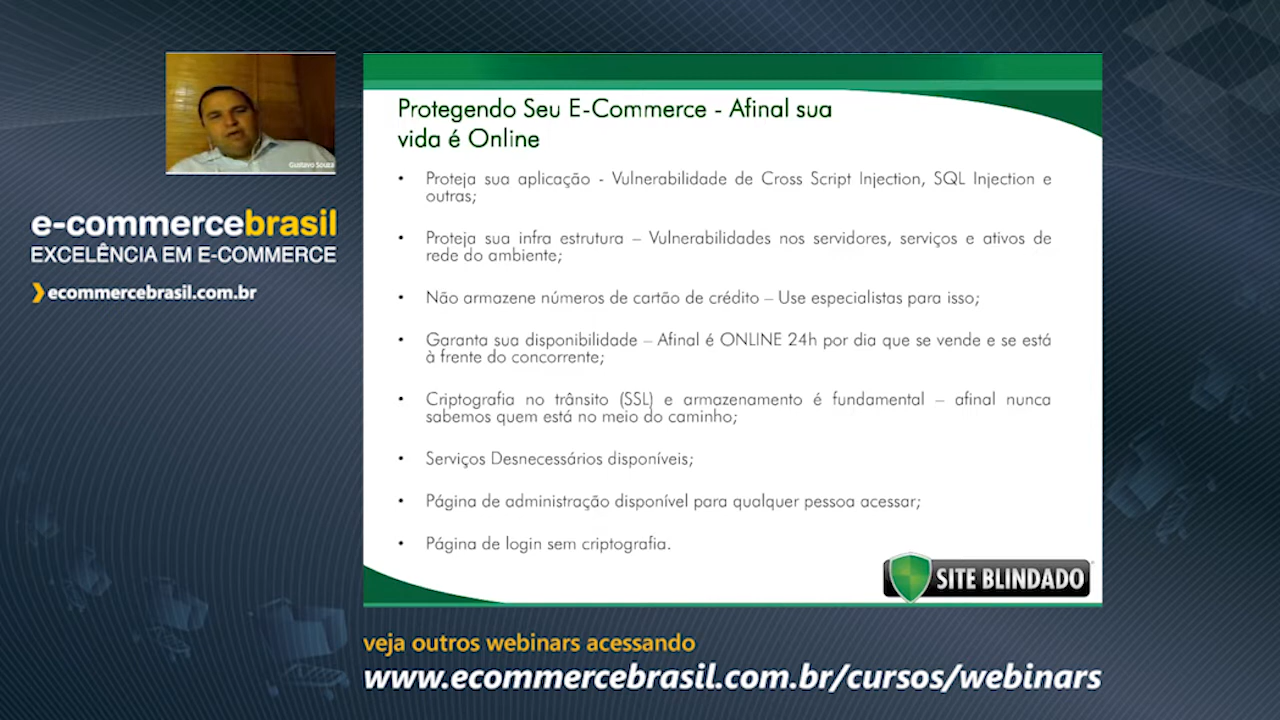 Gustavo Souza
e-commercebrasil
EXCELÊNCIA EM E-COMMERCE
ecommercebrasil.com.br
Protegendo Seu E-Commerce - Afinal sua
vida é Online
• Proteja sua aplicação - Vulnerabilidade de Cross Script Injection, SQL Injection e
outras;
• Proteja sua infra estrutura – Vulnerabilidades nos servidores, serviços e ativos de
rede do ambiente;
• Não armazene números de cartão de crédito – Use especialistas para isso;
• Garanta sua disponibilidade – Afinal é ONLINE 24h por dia que se vende e se está
à frente do concorrente;
• Criptografia no trânsito (SSL) e armazenamento é fundamental – afinal nunca
sabemos quem está no meio do caminho;
• Serviços Desnecessários disponíveis;
• Página de administração disponível para qualquer pessoa acessar;
• Página de login sem criptografia.
SITE BLINDADO
veja outros webinars acessando
www.ecommercebrasil.com.br/cursos/webinars